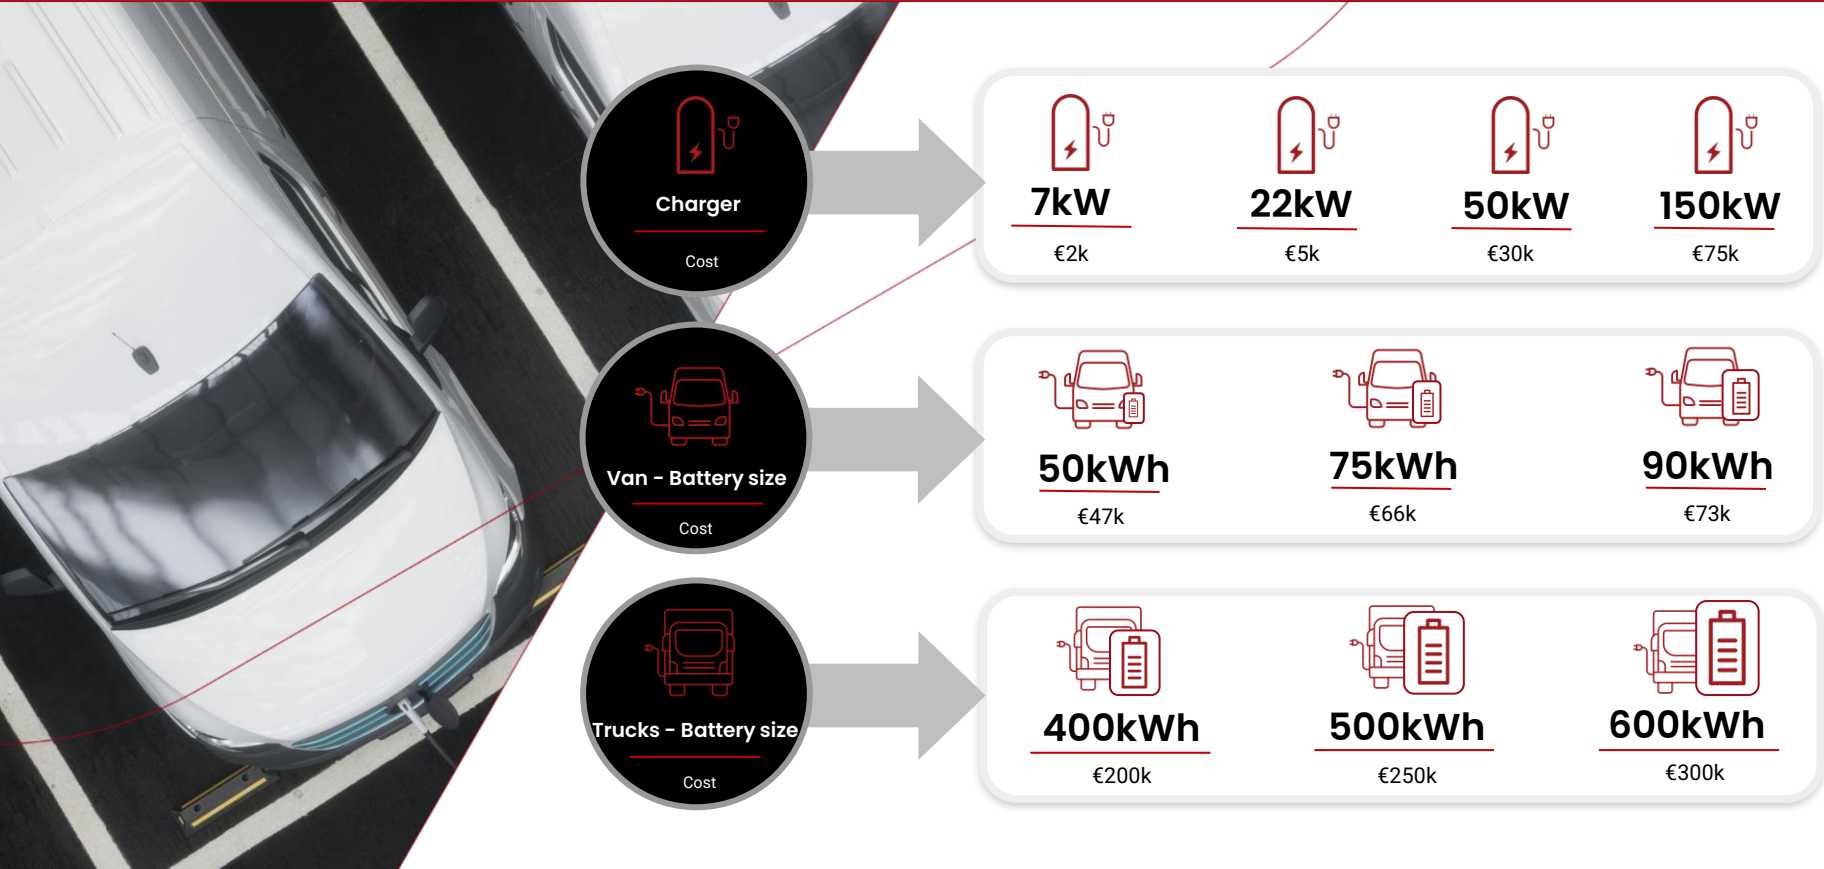 Charger
Cost
7kW
€2k
22kW
€5k
50kW
€30k
150kW
€75k
Van - Battery size
Cost
50kWh
€47k
75kWh
€66k
90kWh
€73k
Trucks - Battery size
Cost
400kWh
€200k
500kWh
€250k
600kWh
€300k